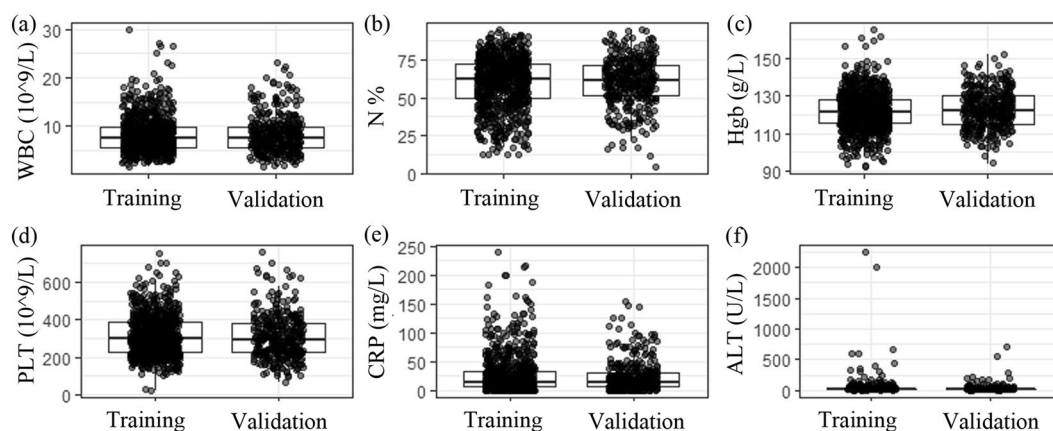 (a)
WBC (10^9/L)
30
20
10
Training Validation
(b)
N %
75
50
25
0
Training Validation
(c)
Hgb (g/L)
150
130
110
90
Training Validation
(d)
PLT (10^9/L)
600
400
200
0
Training Validation
(e)
CRP (mg/L)
250
200
150
100
50
0
Training Validation
(f)
ALT (U/L)
2000
1500
1000
500
0
Training Validation